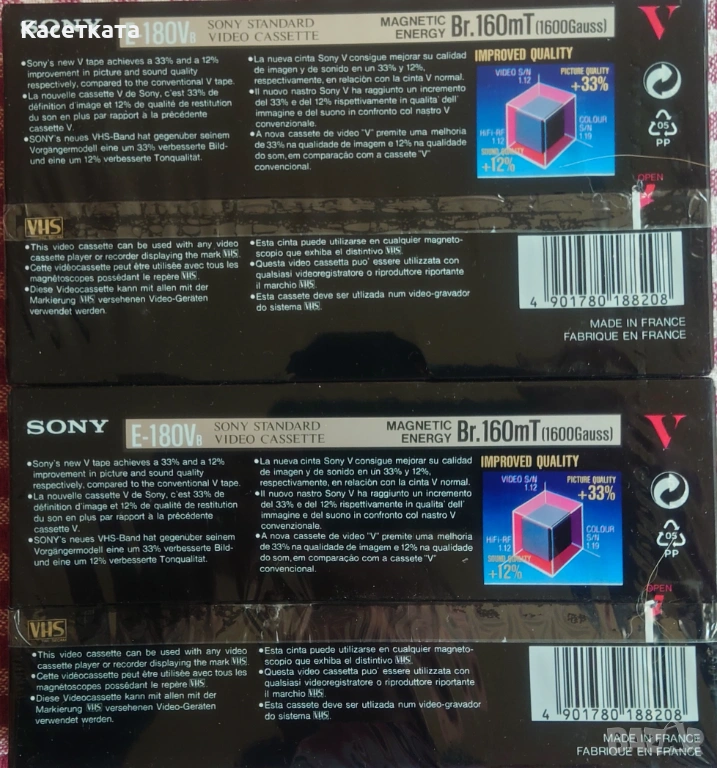 Касетката
SONY E-180VB SONY STANDARD VIDEO CASSETTE MAGNETIC ENERGY Br.160mT (1600Gauss) V
•Sony's new V tape achieves a 33% and a 12%
improvement in picture and sound quality
respectively, compared to the conventional V tape.
•La nouvelle cassette V de Sony, c'est 33% de
définition d'image et 12% de qualité de restitution
du son en plus par rapport à la précédente
cassette V.
•SONY's neues VHS-Band hat gegenuber seinem
Vorgängermodell eine um 33% verbesserte Bild-
und eine um 12% verbesserte Tonqualität.
•La nueva cinta Sony V consigue mejorar su calidad
de imagen y de sonido en un 33% y 12%,
respectivamente, en relación con la cinta V normal.
•Il nuovo nastro Sony V ha raggiunto un incremento
del 33% e del 12% rispettivamente in qualita' dell'
immagine e del suino in confronto col nastro V
convenzionale.
•A nova cassete de video "V" premite uma melhoria
de 33% na qualidade de imagem e 12% na qualidade
do som, em comparação com a cassete "V"
convencional.
IMPROVED QUALITY
VIDEO S/N
1.12
PICTURE QUALITY
+33%
HiFi-RF
1.12
COLOUR
S/N
1.19
SOUND QUALITY
+12%
05
PP
OPEN
VHS
•This video cassette can be used with any video
cassette player or recorder displaying the mark VHS.
•Cette vidéocassette peut être utilisée avec tous les
magnétoscopes possédant le repère VHS.
•Diese Videocassette kann mit allen mit der
Markierung VHS versehenen Video-Geräten
verwendet werden.
•Esta cinta puede utilizarse en cualquier magneto-
scopio que exhiba el distintivo VHS.
•Questa video cassetta puo' essere utilizzata con
qualsiasi videoregistratore o riproduttore riportante
il marchio VHS.
•Esta cassete deve ser utlizada num video-gravador
do sistema VHS.
4 901780 188208
MADE IN FRANCE
FABRIQUE EN FRANCE
SONY E-180VB SONY STANDARD VIDEO CASSETTE MAGNETIC ENERGY Br.160mT (1600Gauss) V
•Sony's new V tape achieves a 33% and a 12%
improvement in picture and sound quality
respectively, compared to the conventional V tape.
•La nouvelle cassette V de Sony, c'est 33% de
définition d'image et 12% de qualité de restitution
du son en plus par rapport à la précédente
cassette V.
•SONY's neues VHS-Band hat gegenuber seinem
Vorgängermodell eine um 33% verbesserte Bild-
und eine um 12% verbesserte Tonqualität.
•La nueva cinta Sony V consigue mejorar su calidad
de imagen y de sonido en un 33% y 12%,
respectivamente, en relación con la cinta V normal.
•Il nuovo nastro Sony V ha raggiunto un incremento
del 33% e del 12% rispettivamente in qualita' dell'
immagine e del suino in confronto col nastro V
convenzionale.
•A nova cassete de video "V" premite uma melhoria
de 33% na qualidade de imagem e 12% na qualidade
do som, em comparação com a cassete "V"
convencional.
IMPROVED QUALITY
VIDEO S/N
1.12
PICTURE QUALITY
+33%
HiFi-RF
1.12
COLOUR
S/N
1.19
SOUND QUALITY
+12%
05
PP
OPEN
VHS
•This video cassette can be used with any video
cassette player or recorder displaying the mark VHS.
•Cette vidéocassette peut être utilisée avec tous les
magnétoscopes possédant le repère VHS.
•Diese Videocassette kann mit allen mit der
Markierung VHS versehenen Video-Geräten
verwendet werden.
•Esta cinta puede utilizarse en cualquier magneto-
scopio que exhiba el distintivo VHS.
•Questa video cassetta puo' essere utilizzata con
qualsiasi videoregistratore o riproduttore riportante
il marchio VHS.
•Esta cassete deve ser utlizada num video-gravador
do sistema VHS.
4 901780 188208
MADE IN FRANCE
FABRIQUE EN FRANCE